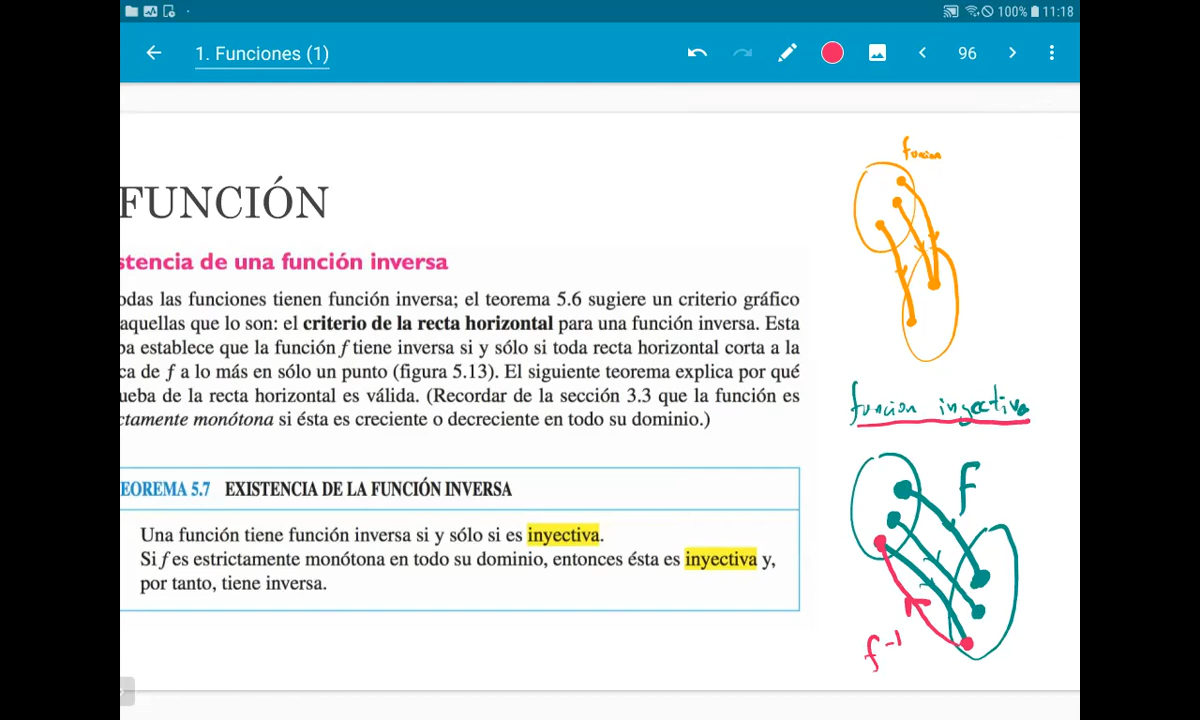 100% 11:18
1. Funciones (1)
96
FUNCIÓN
stencia de una función inversa
odas las funciones tienen función inversa; el teorema 5.6 sugiere un criterio gráfico
aquellas que lo son: el criterio de la recta horizontal para una función inversa. Esta
ba establece que la función f tiene inversa si y sólo si toda recta horizontal corta a la
ca de f a lo más en sólo un punto (figura 5.13). El siguiente teorema explica por qué
ueba de la recta horizontal es válida. (Recordar de la sección 3.3 que la función es
ctamente monótona si ésta es creciente o decreciente en todo su dominio.)
EOREMA 5.7 EXISTENCIA DE LA FUNCIÓN INVERSA
Una función tiene función inversa si y sólo si es inyectiva.
Si f es estrictamente monótona en todo su dominio, entonces ésta es inyectiva y,
por tanto, tiene inversa.
funcion
funcion inyectiva
f
f⁻¹